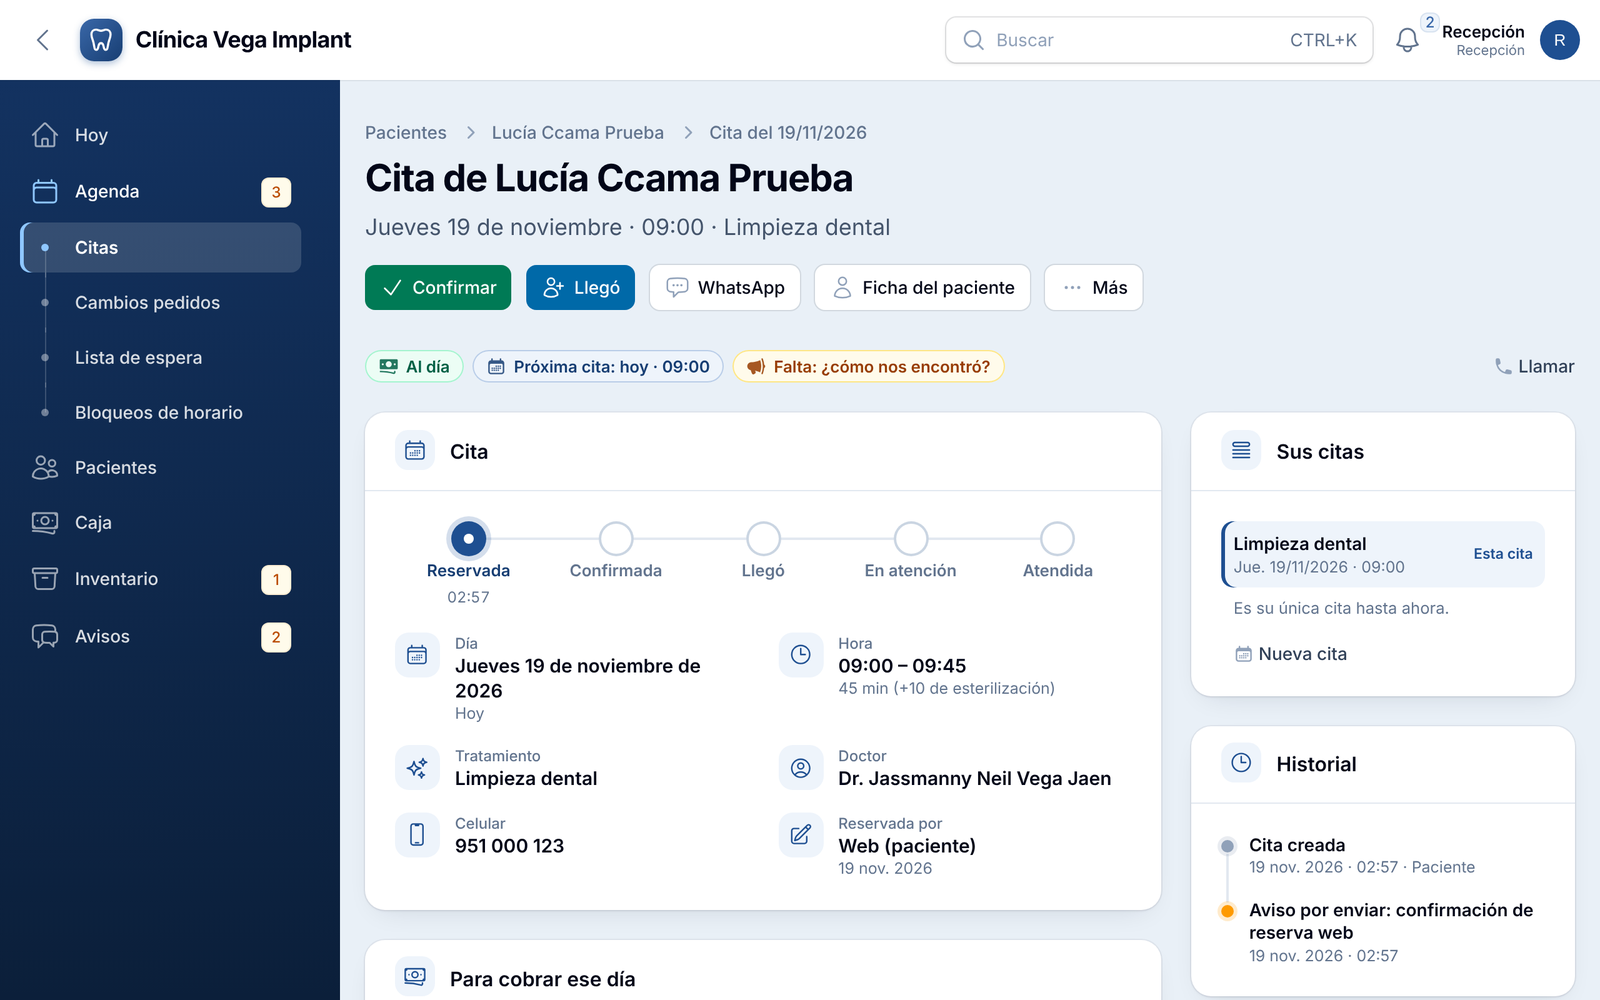 Clínica Vega Implant
Buscar
CTRL+K
2
Recepción
Recepción
R
Hoy
Agenda
3
Citas
Cambios pedidos
Lista de espera
Bloqueos de horario
Pacientes
Caja
Inventario
1
Avisos
2
Pacientes
Lucía Ccama Prueba
Cita del 19/11/2026
Cita de Lucía Ccama Prueba
Jueves 19 de noviembre · 09:00 · Limpieza dental
Confirmar
Llegó
WhatsApp
Ficha del paciente
Más
Al día
Próxima cita: hoy · 09:00
Falta: ¿cómo nos encontró?
Llamar
Cita
Reservada
02:57
Confirmada
Llegó
En atención
Atendida
Día
Jueves 19 de noviembre de
2026
Hoy
Hora
09:00 – 09:45
45 min (+10 de esterilización)
Tratamiento
Limpieza dental
Doctor
Dr. Jassmanny Neil Vega Jaen
Celular
951 000 123
Reservada por
Web (paciente)
19 nov. 2026
Para cobrar ese día
Sus citas
Limpieza dental
Jue. 19/11/2026 · 09:00
Esta cita
Es su única cita hasta ahora.
Nueva cita
Historial
Cita creada
19 nov. 2026 · 02:57 · Paciente
Aviso por enviar: confirmación de
reserva web
19 nov. 2026 · 02:57